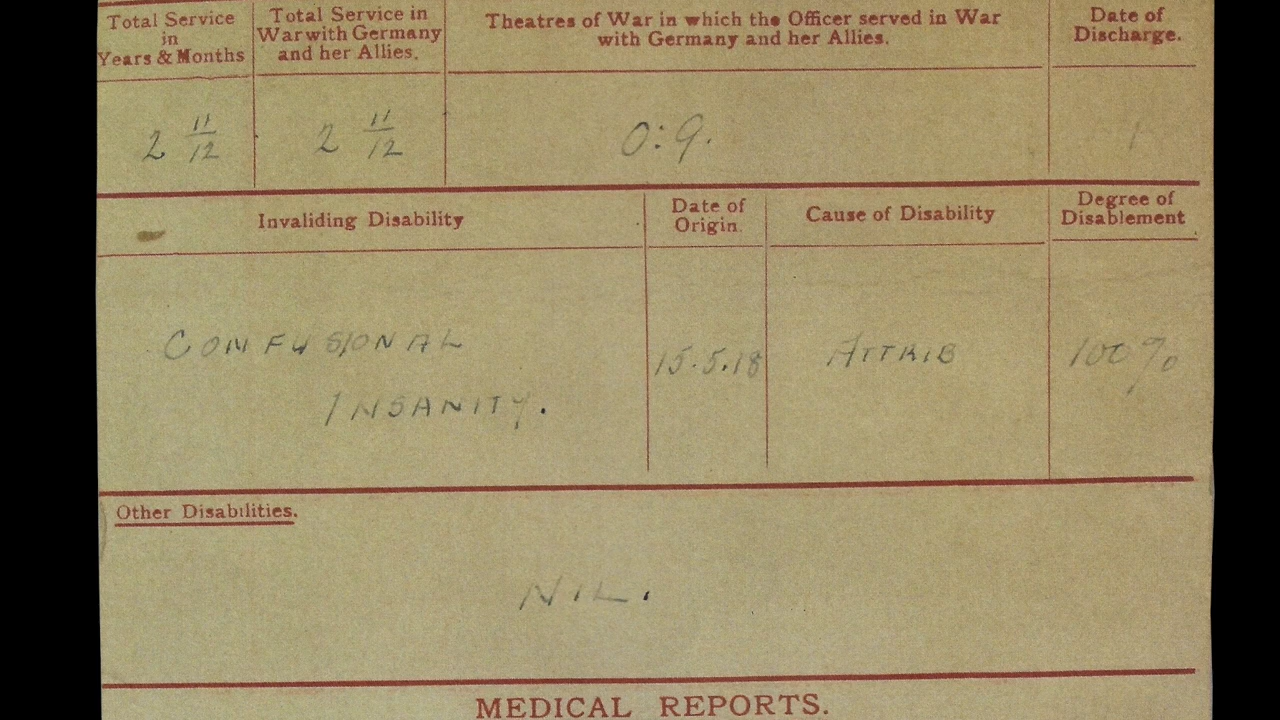 Total Service
in
Years & Months
Total Service in
War with Germany
and her Allies.
Theatres of War in which the Officer served in War
with Germany and her Allies.
Date of
Discharge.
2 11/12
2 11/12
0:9.
Invaliding Disability
Date of
Origin.
Cause of Disability
Degree of
Disablement
CONFUSIONAL
INSANITY.
15.5.18
ATTRIB
100%
Other Disabilities.
NIL.
MEDICAL REPORTS.